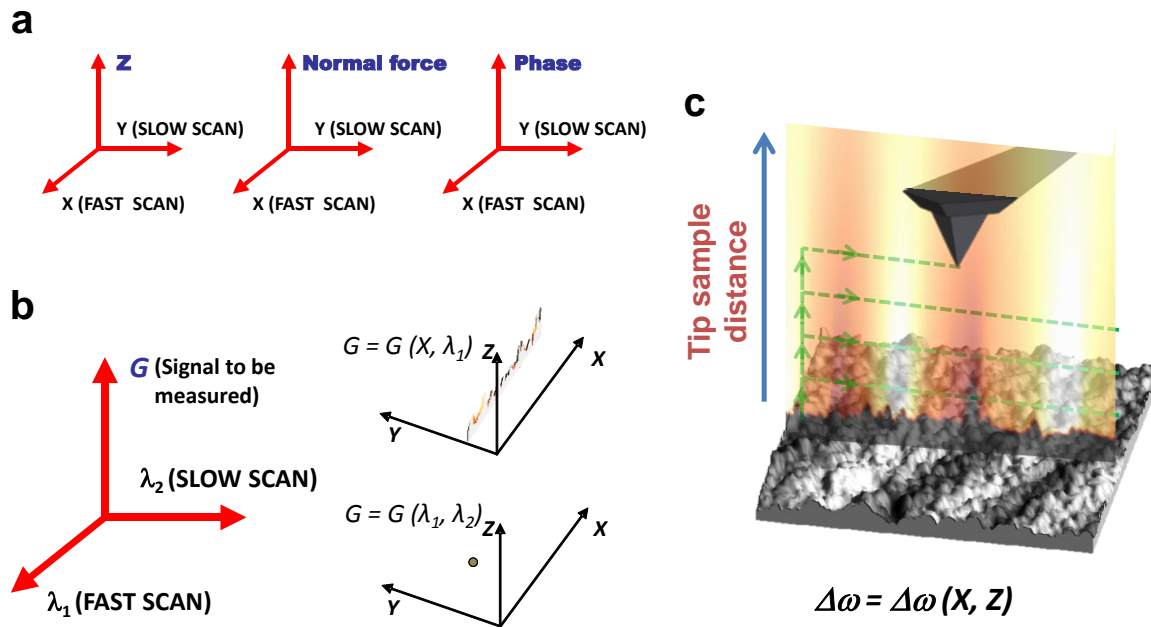 a
Z
Y (SLOW SCAN)
X (FAST SCAN)
Normal force
Y (SLOW SCAN)
X (FAST SCAN)
Phase
Y (SLOW SCAN)
X (FAST SCAN)
b
G (Signal to be
measured)
λ₂ (SLOW SCAN)
λ₁ (FAST SCAN)
G = G (X, λ₁)
Z
X
Y
G = G (λ₁, λ₂)
Z
X
Y
c
Tip sample
distance
Δω = Δω (X, Z)